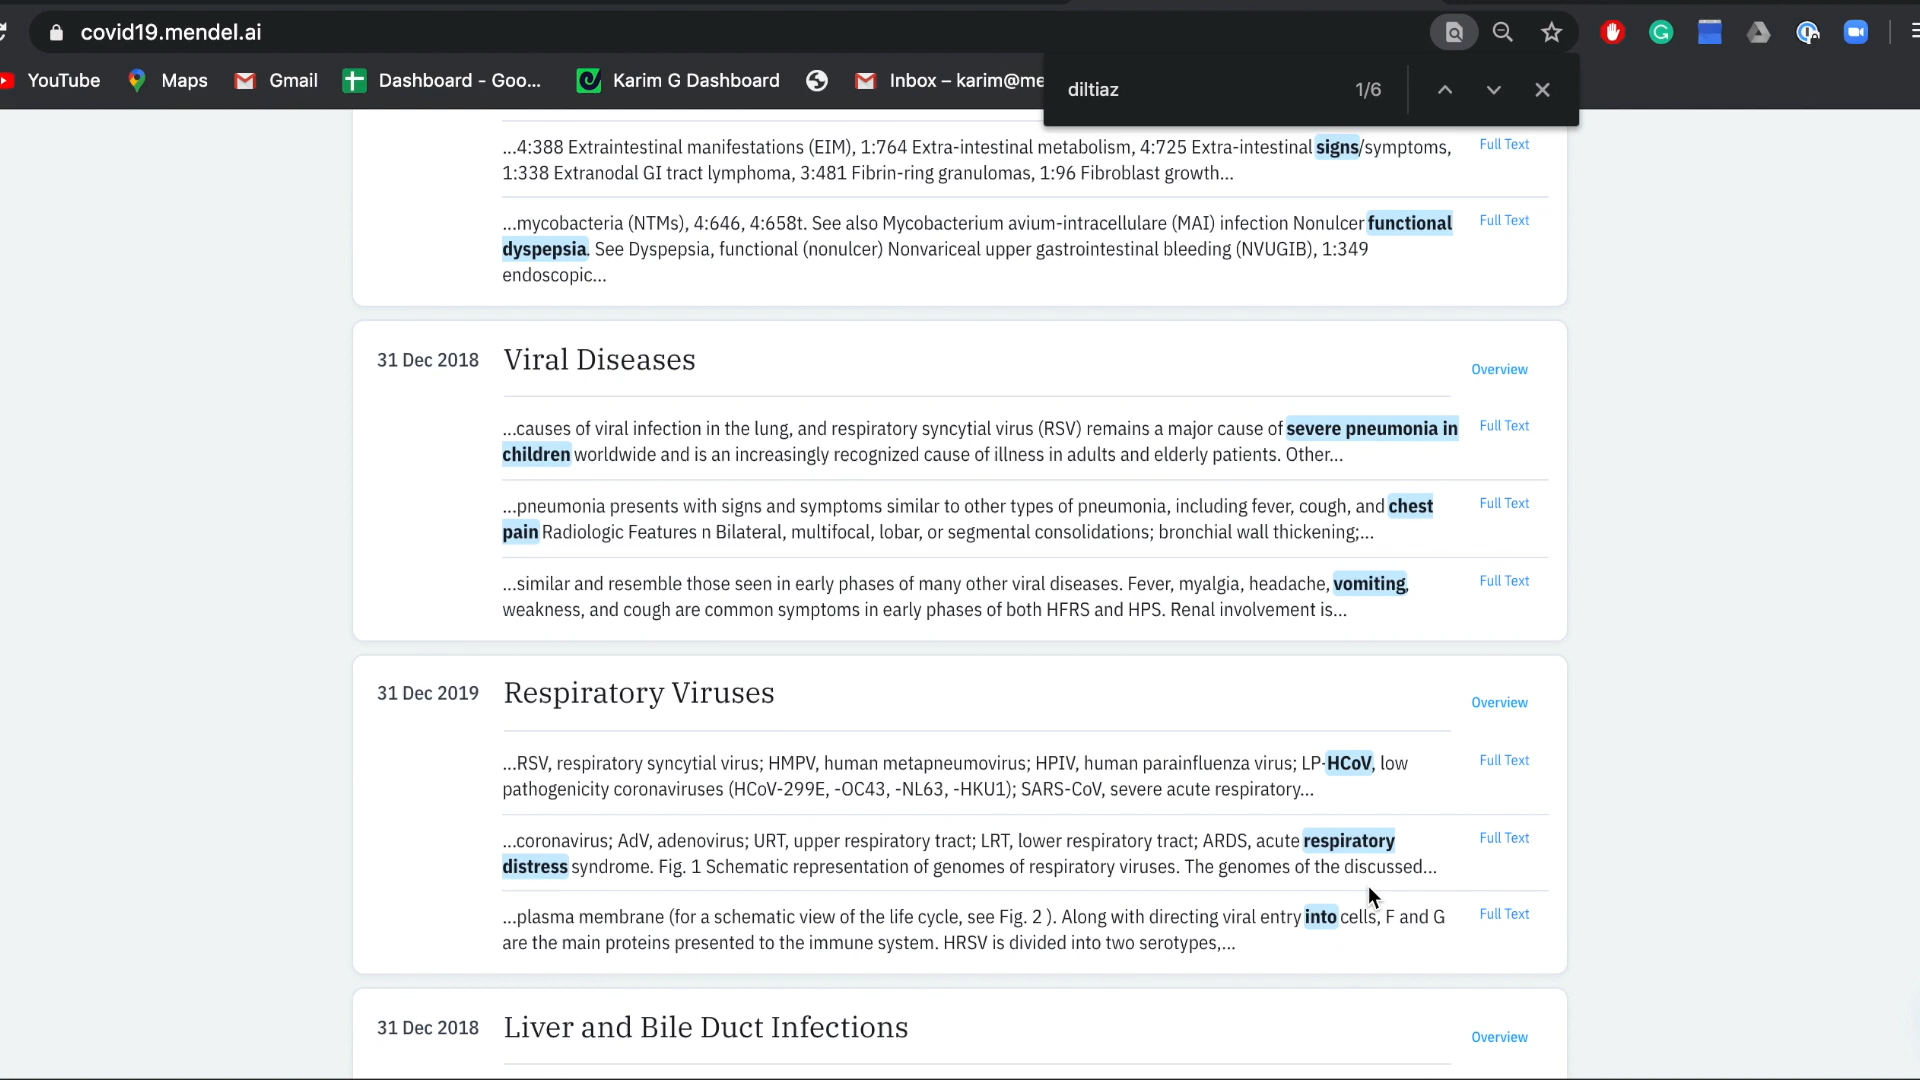 covid19.mendel.ai
YouTube Maps Gmail Dashboard - Goo... Karim G Dashboard Inbox – karim@me
diltiaz 1/6
...4:388 Extraintestinal manifestations (EIM), 1:764 Extra-intestinal metabolism, 4:725 Extra-intestinal signs/symptoms, Full Text
1:338 Extranodal GI tract lymphoma, 3:481 Fibrin-ring granulomas, 1:96 Fibroblast growth...
...mycobacteria (NTMs), 4:646, 4:658t. See also Mycobacterium avium-intracellulare (MAI) infection Nonulcer functional Full Text
dyspepsia. See Dyspepsia, functional (nonulcer) Nonvariceal upper gastrointestinal bleeding (NVUGIB), 1:349
endoscopic...
31 Dec 2018 Viral Diseases Overview
...causes of viral infection in the lung, and respiratory syncytial virus (RSV) remains a major cause of severe pneumonia in Full Text
children worldwide and is an increasingly recognized cause of illness in adults and elderly patients. Other...
...pneumonia presents with signs and symptoms similar to other types of pneumonia, including fever, cough, and chest Full Text
pain Radiologic Features n Bilateral, multifocal, lobar, or segmental consolidations; bronchial wall thickening;...
...similar and resemble those seen in early phases of many other viral diseases. Fever, myalgia, headache, vomiting, Full Text
weakness, and cough are common symptoms in early phases of both HFRS and HPS. Renal involvement is...
31 Dec 2019 Respiratory Viruses Overview
...RSV, respiratory syncytial virus; HMPV, human metapneumovirus; HPIV, human parainfluenza virus; LP-HCoV, low Full Text
pathogenicity coronaviruses (HCoV-299E, -OC43, -NL63, -HKU1); SARS-CoV, severe acute respiratory...
...coronavirus; AdV, adenovirus; URT, upper respiratory tract; LRT, lower respiratory tract; ARDS, acute respiratory Full Text
distress syndrome. Fig. 1 Schematic representation of genomes of respiratory viruses. The genomes of the discussed...
...plasma membrane (for a schematic view of the life cycle, see Fig. 2 ). Along with directing viral entry into cells, F and G Full Text
are the main proteins presented to the immune system. HRSV is divided into two serotypes,...
31 Dec 2018 Liver and Bile Duct Infections Overview